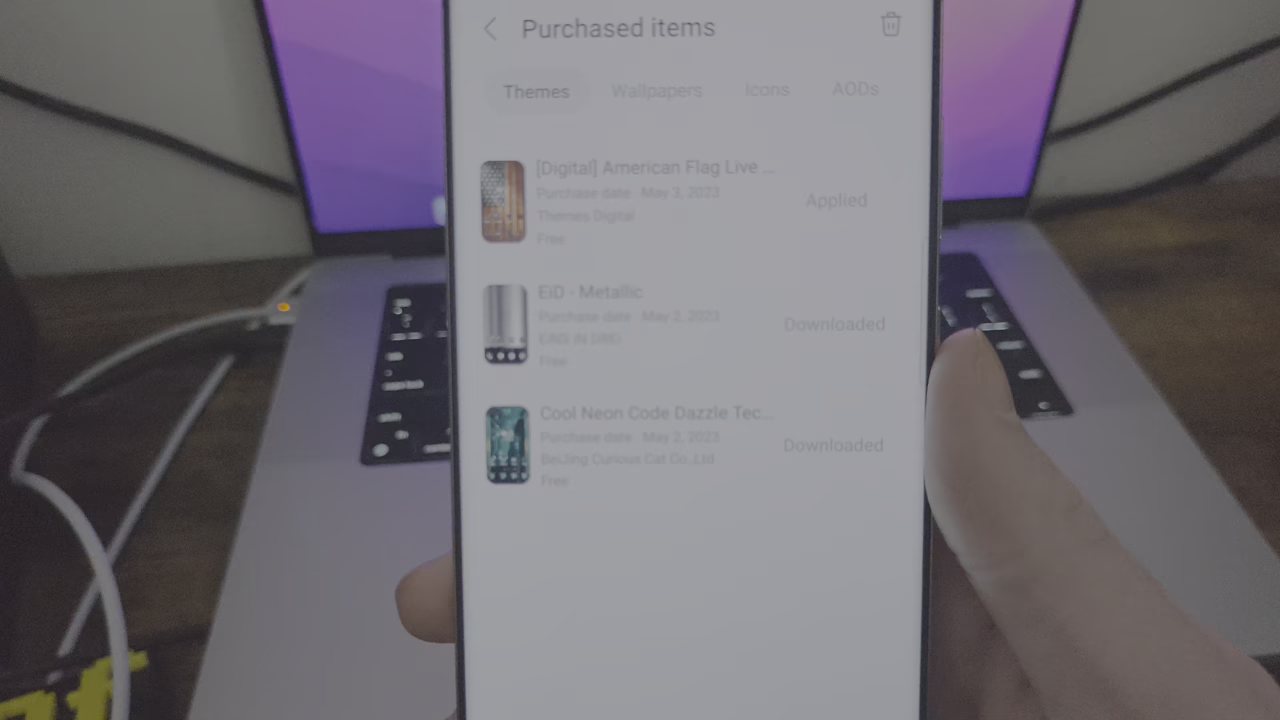 Purchased items
Themes Wallpapers Icons AODs
[Digital] American Flag Live ...
Purchase date : May 3, 2023
Themes Digital
Free
Applied
EiD - Metallic
Purchase date : May 2, 2023
Free
Downloaded
Cool Neon Code Dazzle Tec...
Purchase date : May 2, 2023
BeiJing Curious Cat Co.,Ltd
Free
Downloaded